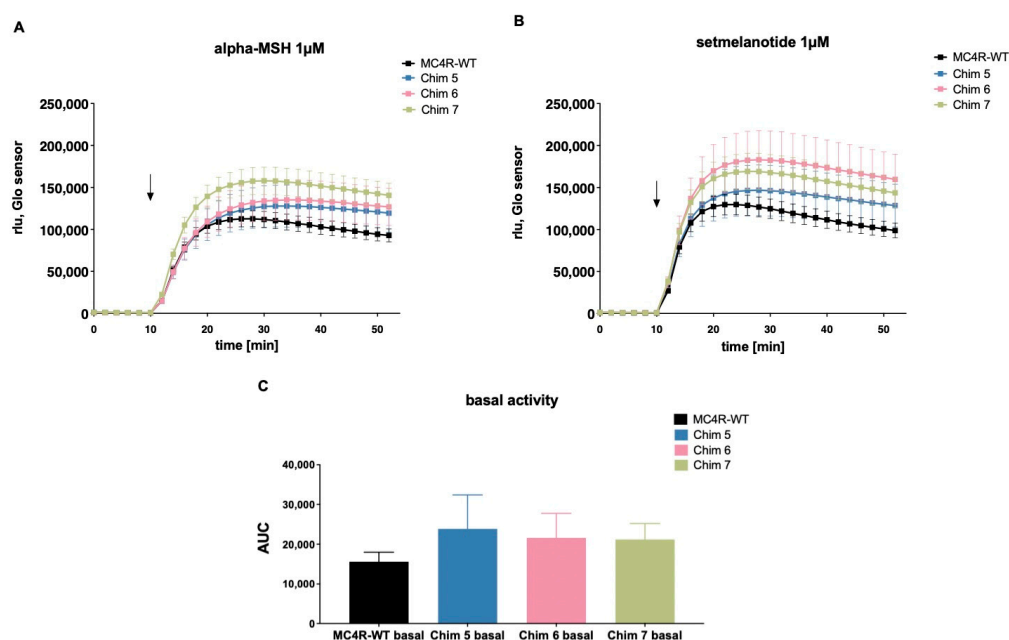 A
alpha-MSH 1µM
MC4R-WT
Chim 5
Chim 6
Chim 7
250,000
200,000
150,000
100,000
50,000
0
rlu, Glo sensor
0 10 20 30 40 50
time [min]
B
setmelanotide 1µM
MC4R-WT
Chim 5
Chim 6
Chim 7
250,000
200,000
150,000
100,000
50,000
0
rlu, Glo sensor
0 10 20 30 40 50
time [min]
C
basal activity
MC4R-WT
Chim 5
Chim 6
Chim 7
40,000
30,000
20,000
10,000
0
AUC
MC4R-WT basal Chim 5 basal Chim 6 basal Chim 7 basal